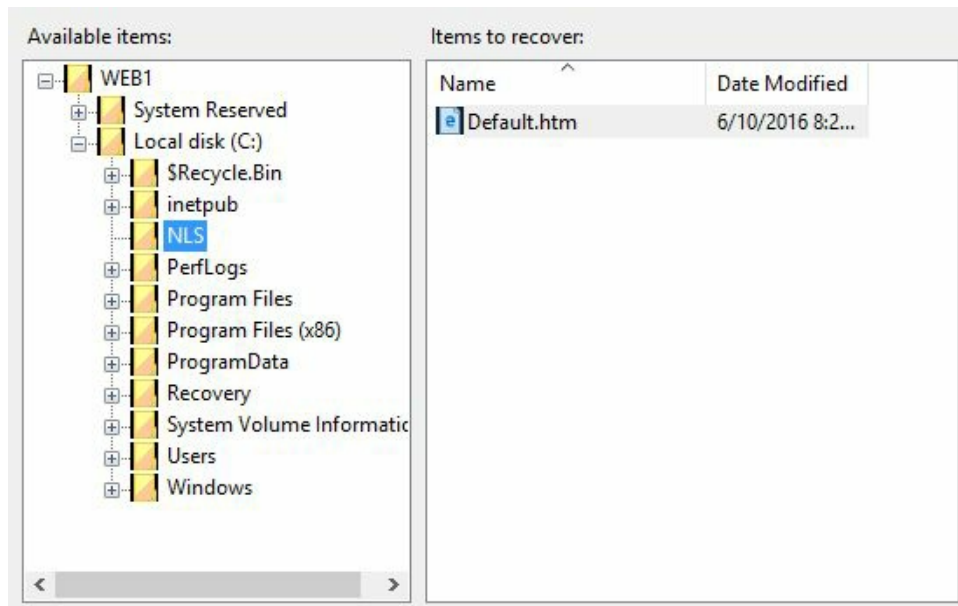 Available items:
WEB1
System Reserved
Local disk (C:)
$Recycle.Bin
inetpub
NLS
PerfLogs
Program Files
Program Files (x86)
ProgramData
Recovery
System Volume Informatic
Users
Windows
Items to recover:
Name Date Modified
Default.htm 6/10/2016 8:2...